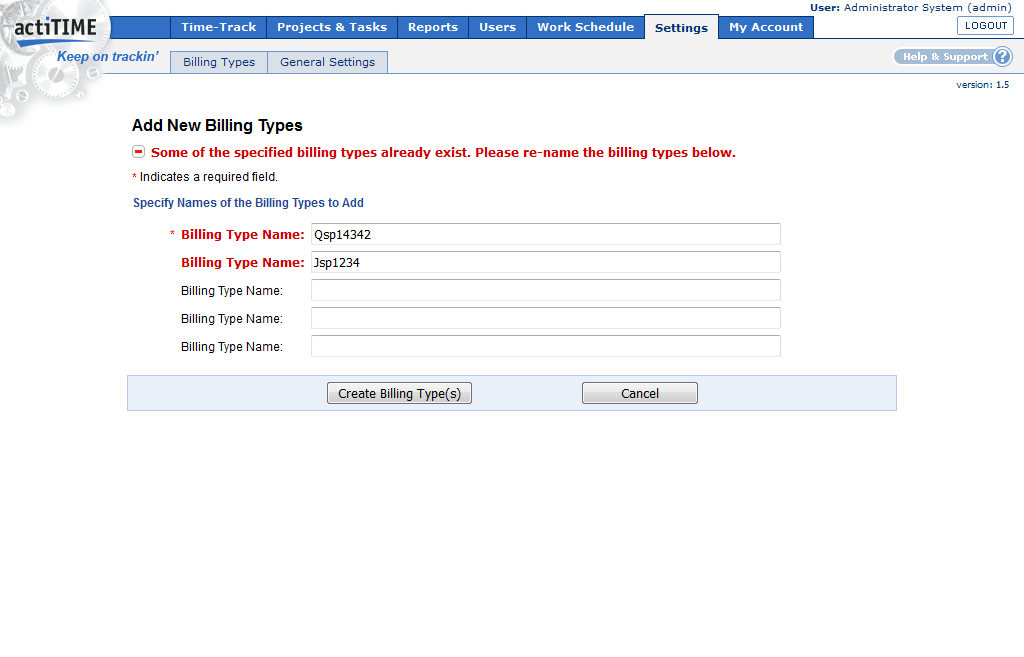 User: Administrator System (admin)
actiTIME
Time-Track Projects & Tasks Reports Users Work Schedule Settings My Account LOGOUT
Keep on trackin' Billing Types General Settings Help & Support ?
version: 1.5
Add New Billing Types
Some of the specified billing types already exist. Please re-name the billing types below.
* Indicates a required field.
Specify Names of the Billing Types to Add
* Billing Type Name: Qsp14342
Billing Type Name: Jsp1234
Billing Type Name:
Billing Type Name:
Billing Type Name:
Create Billing Type(s) Cancel